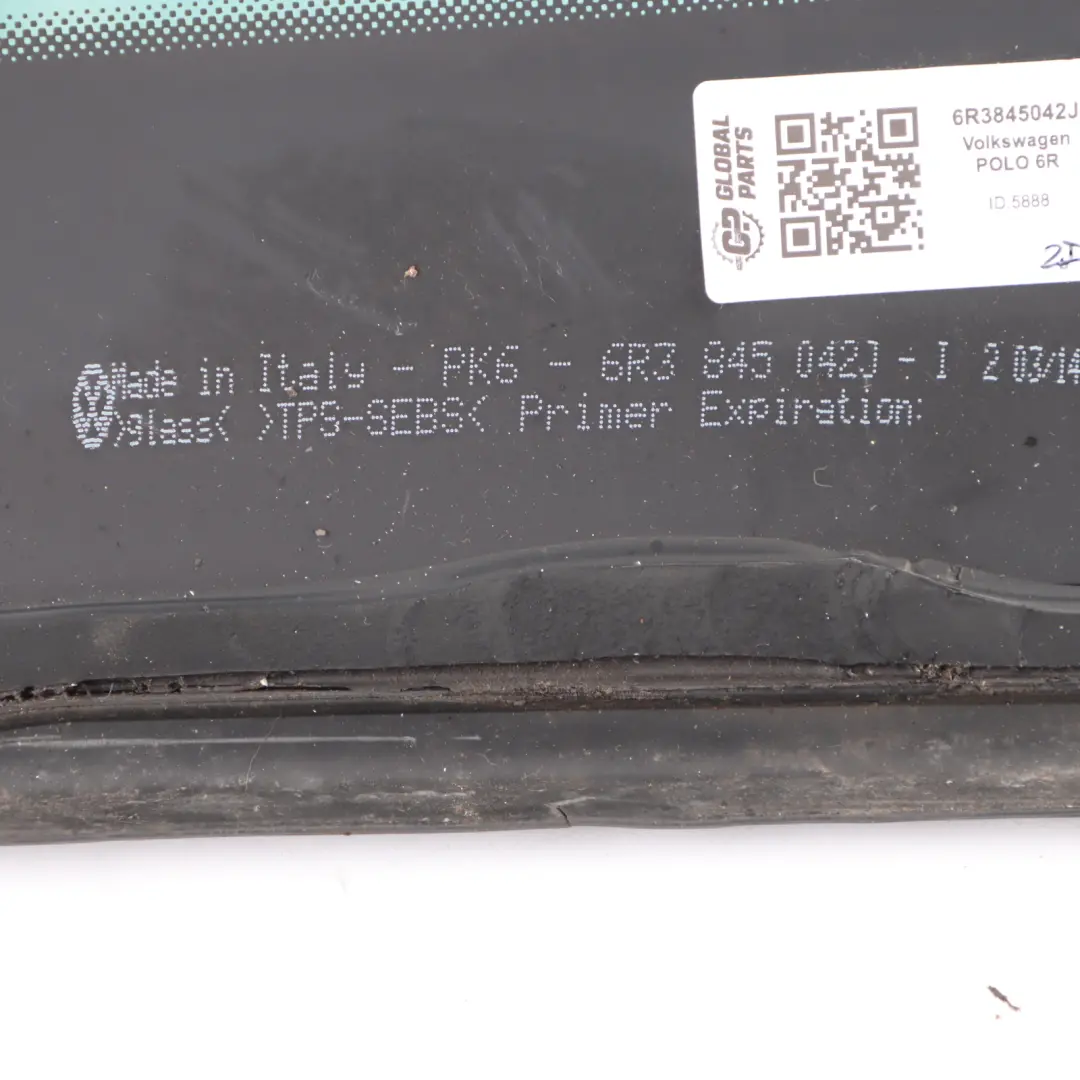 GLOBAL
PARTS
6R3845042J
Volkswagen
POLO 6R
ID.5888
Made in Italy - PK6 - 6R3 845 042J - I 2 03/14
>glass< >TPS-SEBS< Primer Expiration: